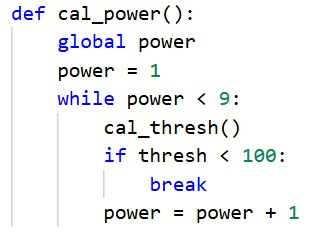 def cal_power():
    global power
    power = 1
    while power < 9:
        cal_thresh()
        if thresh < 100:
            break
        power = power + 1